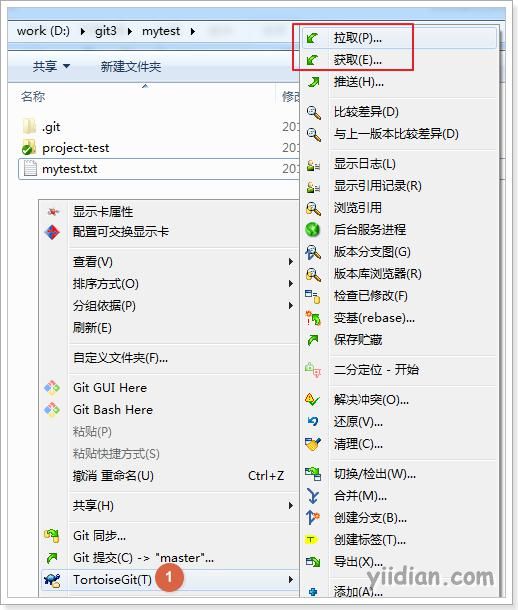 work (D:) ▸ git3 ▸ mytest ▸
共享 ▼ 新建文件夹
名称
修改
.git
201
project-test
201
mytest.txt
201
显示卡属性
配置可交换显示卡
查看(V)
排序方式(O)
分组依据(P)
刷新(E)
自定义文件夹(F)...
Git GUI Here
Git Bash Here
粘贴(P)
粘贴快捷方式(S)
撤消 重命名(U) Ctrl+Z
共享(H)
Git 同步...
Git 提交(C) -> "master"...
TortoiseGit(T) 1
拉取(P)...
获取(E)...
推送(H)...
比较差异(D)
与上一版本比较差异(D)
显示日志(L)
显示引用记录(R)
浏览引用
后台服务进程
版本分支图(G)
版本库浏览器(R)
检查已修改(F)
变基(rebase)...
保存贮藏
二分定位 - 开始
解决冲突(O)...
还原(V)...
清理(C)...
切换/检出(W)...
合并(M)...
创建分支(B)...
创建标签(T)...
导出(X)...
添加(A)...
yiidian.com